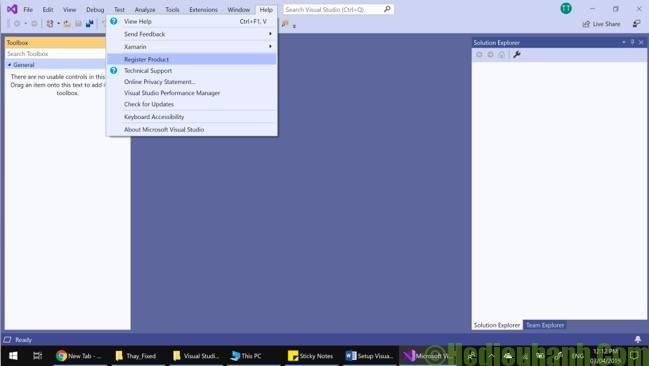 File Edit View Debug Test Analyze Tools Extensions Window Help Search Visual Studio (Ctrl+Q) TT
Live Share
Toolbox
Search Toolbox
General
There are no usable controls in this
Drag an item onto this text to add i
toolbox.
View Help Ctrl+F1, V
Send Feedback
Xamarin
Register Product
Technical Support
Online Privacy Statement...
Visual Studio Performance Manager
Check for Updates
Keyboard Accessibility
About Microsoft Visual Studio
Solution Explorer
Solution Explorer Team Explorer
Ready
New Tab - ... Thay_Fixed Visual Studi... This PC Sticky Notes Setup Visua... Microsoft Vi... ENG 12:12 PM
03/04/2019
Hedieuhanh.Com